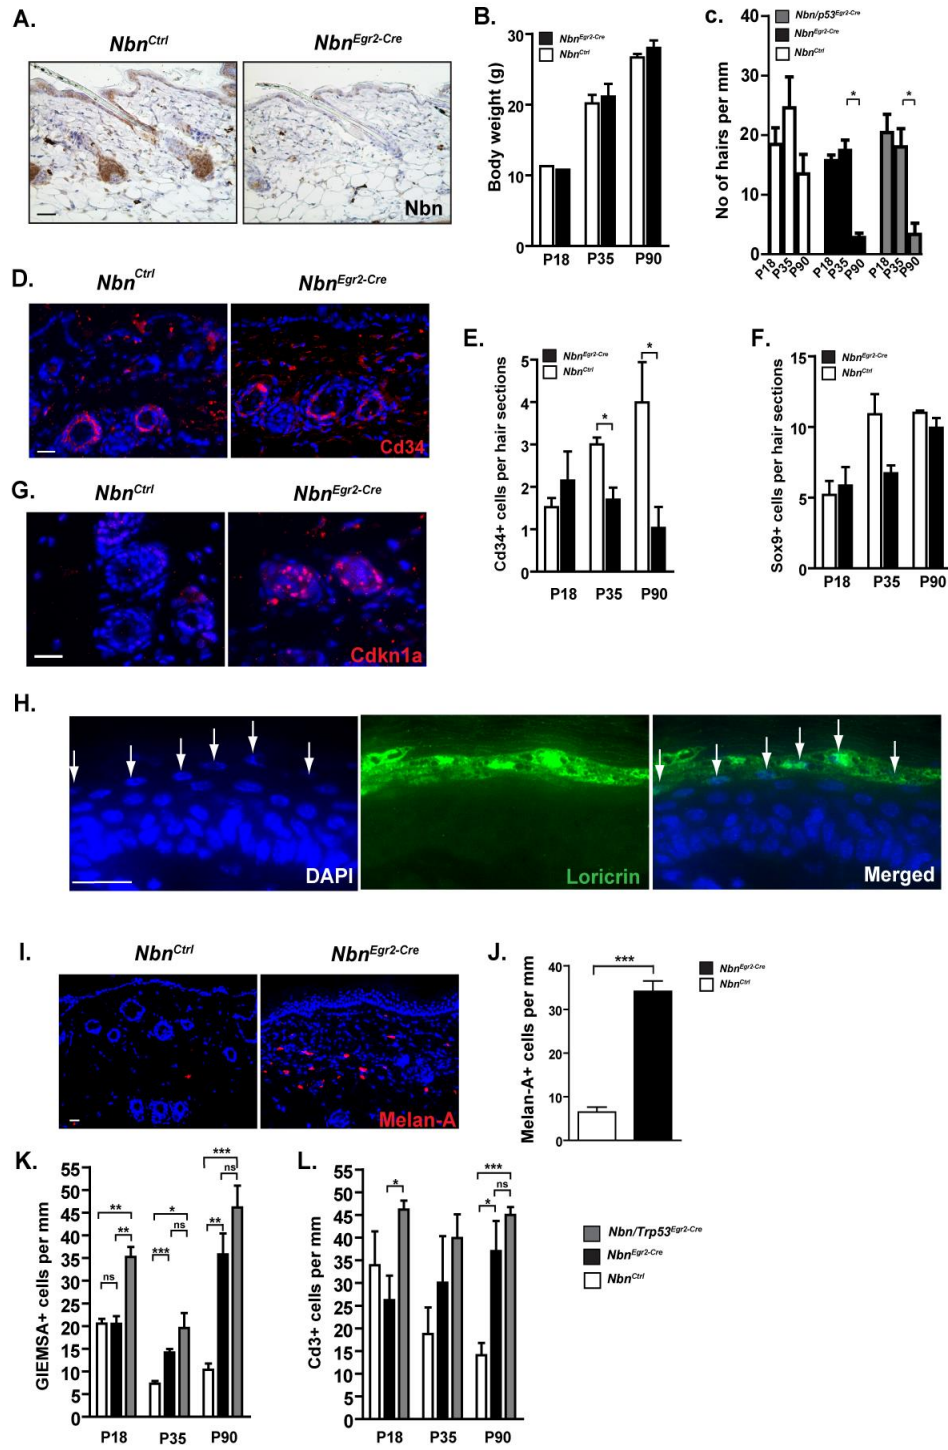 A.
Nbn^Ctrl
Nbn^Egr2-Cre
Nbn
B.
Nbn^Egr2-Cre
Nbn^Ctrl
Body weight (g)
30
20
10
0
P18 P35 P90
c.
Nbn/p53^Egr2-Cre
Nbn^Egr2-Cre
Nbn^Ctrl
No of hairs per mm
40
30
20
10
0
* *
P18 P35 P90 P18 P35 P90 P18 P35 P90
D.
Nbn^Ctrl
Nbn^Egr2-Cre
Cd34
E.
Nbn^Egr2-Cre
Nbn^Ctrl
Cd34+ cells per hair sections
5
4
3
2
1
0
* *
P18 P35 P90
F.
Nbn^Egr2-Cre
Nbn^Ctrl
Sox9+ cells per hair sections
15
10
5
0
P18 P35 P90
G.
Nbn^Ctrl
Nbn^Egr2-Cre
Cdkn1a
H.
DAPI
Loricrin
Merged
I.
Nbn^Ctrl
Nbn^Egr2-Cre
Melan-A
J.
Nbn^Egr2-Cre
Nbn^Ctrl
Melan-A+ cells per mm
40
30
20
10
0
***
K.
GIEMSA+ cells per mm
55
50
45
40
35
30
25
20
15
10
5
0
ns ** **
*** ns *
** ns ***
P18 P35 P90
L.
Cd3+ cells per mm
55
50
45
40
35
30
25
20
15
10
5
0
*
* ns ***
P18 P35 P90
Nbn/Trp53^Egr2-Cre
Nbn^Egr2-Cre
Nbn^Ctrl